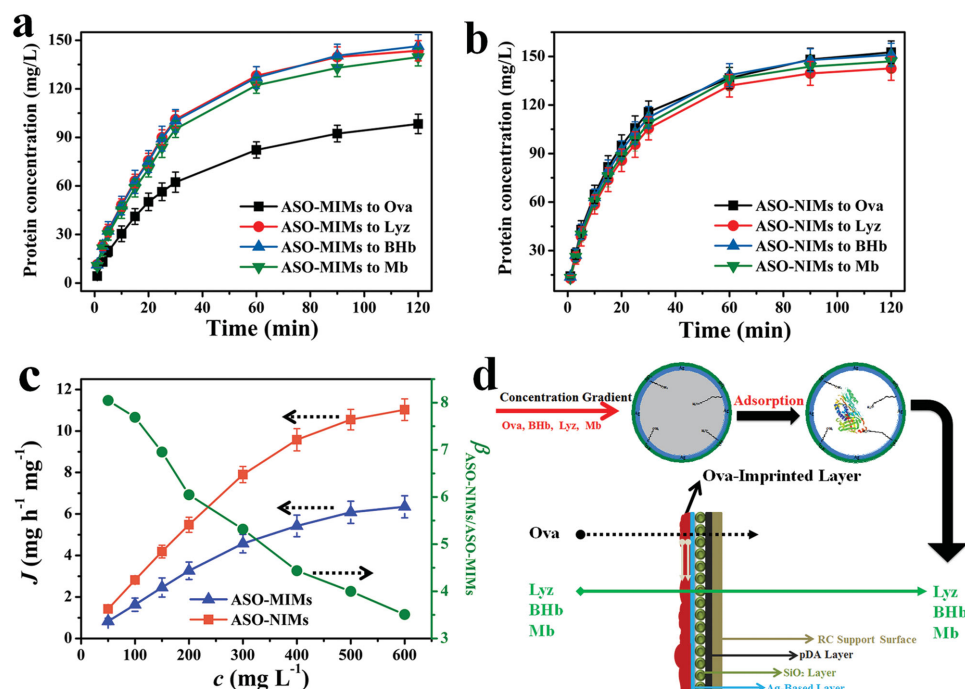 a
Protein concentration (mg/L)
150
120
90
60
30
0
0 20 40 60 80 100 120
Time (min)
ASO-MIMs to Ova
ASO-MIMs to Lyz
ASO-MIMs to BHb
ASO-MIMs to Mb
b
Protein concentration (mg/L)
150
120
90
60
30
0 20 40 60 80 100 120
Time (min)
ASO-NIMs to Ova
ASO-NIMs to Lyz
ASO-NIMs to BHb
ASO-NIMs to Mb
c
J (mg h⁻¹ mg⁻¹)
12
10
8
6
4
2
0
0 100 200 300 400 500 600
c (mg L⁻¹)
8
7
6
5
4
3
β ASO-NIMs/ASO-MIMs
ASO-MIMs
ASO-NIMs
d
Concentration Gradient
Ova, BHb, Lyz, Mb
Adsorption
Ova-Imprinted Layer
Ova
Lyz
BHb
Mb
Lyz
BHb
Mb
RC Support Surface
pDA Layer
SiO₂ Layer
Ag-Based Layer